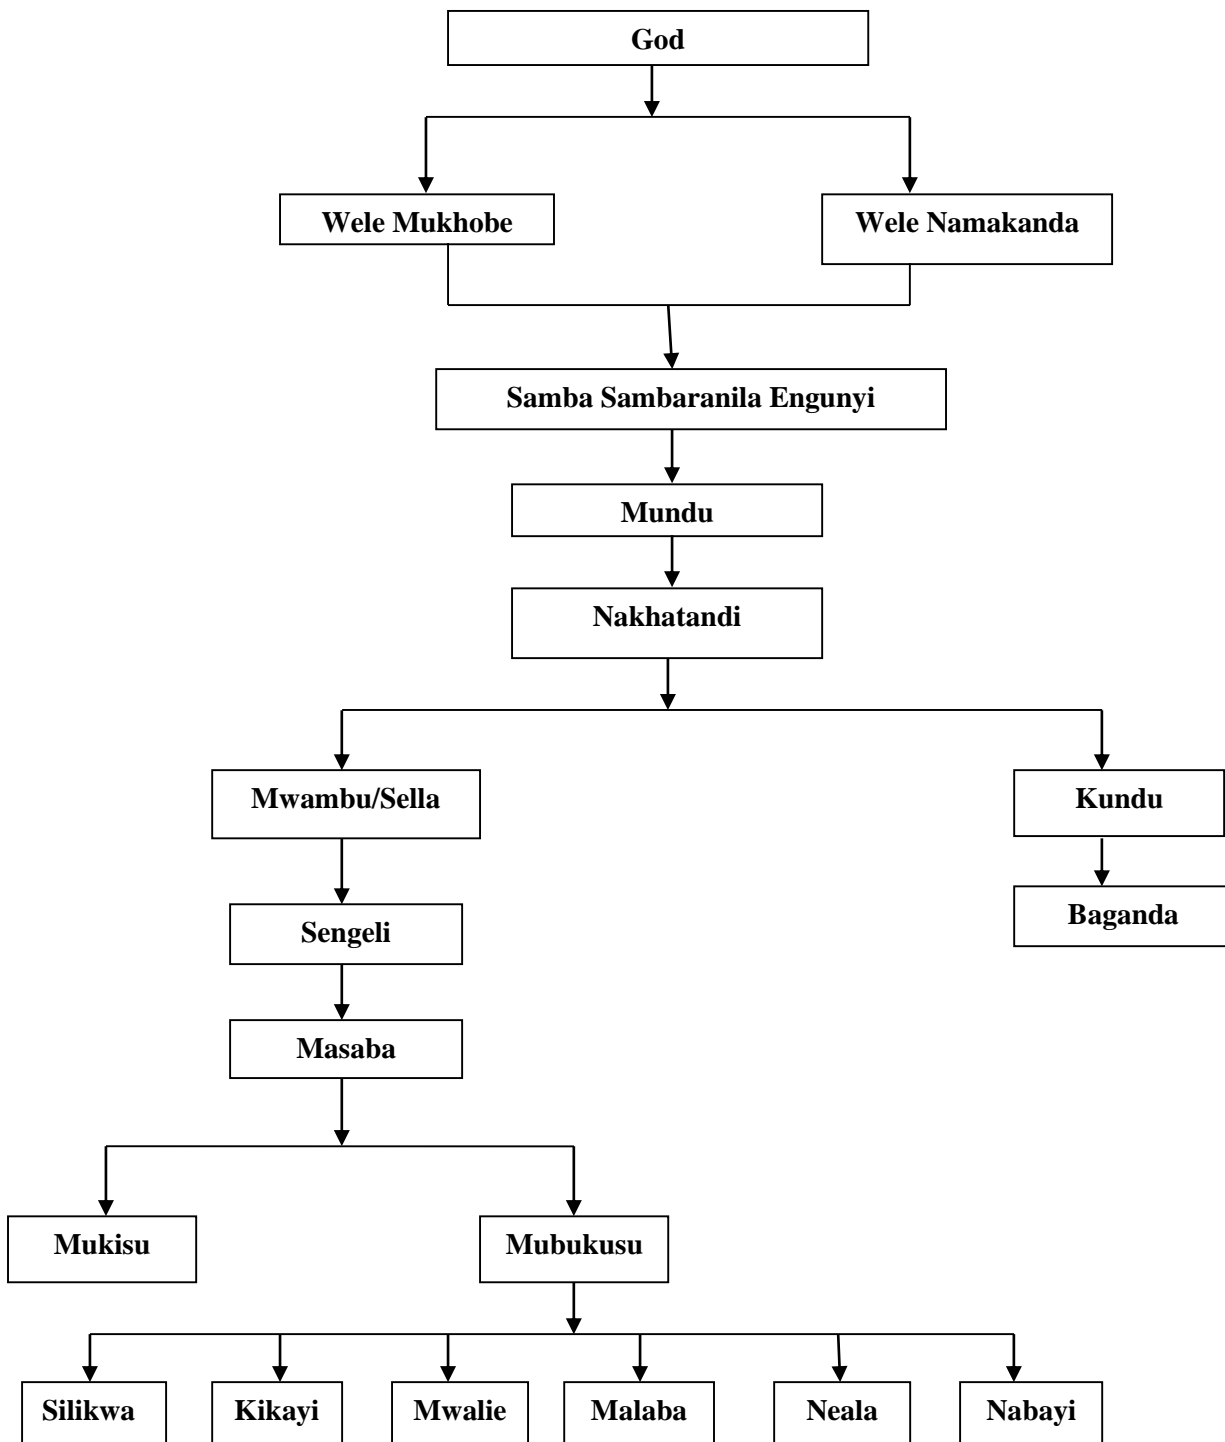 God
Wele Mukhobe
Wele Namakanda
Samba Sambaranila Engunyi
Mundu
Nakhatandi
Mwambu/Sella
Kundu
Sengeli
Baganda
Masaba
Mukisu
Mubukusu
Silikwa
Kikayi
Mwalie
Malaba
Neala
Nabayi